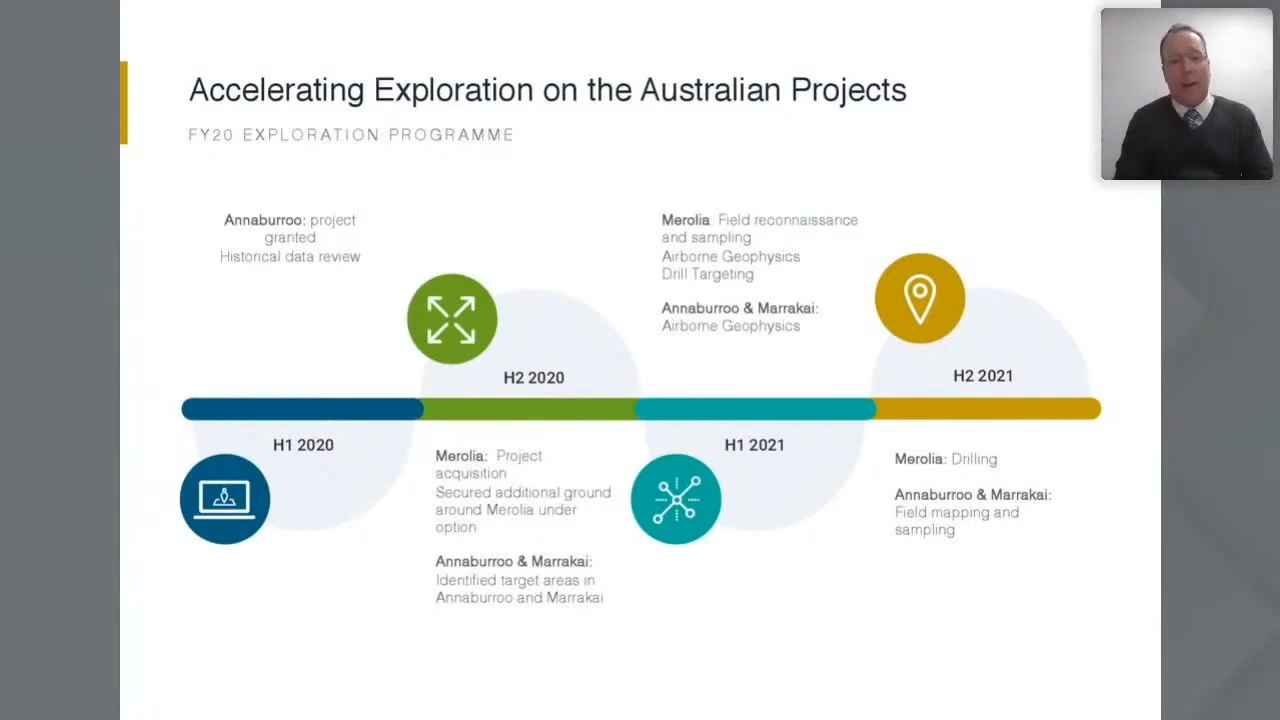 Accelerating Exploration on the Australian Projects
FY20 EXPLORATION PROGRAMME
Annaburroo: project
granted
Historical data review
Merolia Field reconnaissance
and sampling
Airborne Geophysics
Drill Targeting
Annaburroo & Marrakai:
Airborne Geophysics
H2 2020
H2 2021
H1 2020
H1 2021
Merolia: Project
acquisition
Secured additional ground
around Merolia under
option
Annaburroo & Marrakai:
Identified target areas in
Annaburroo and Marrakai
Merolia: Drilling
Annaburroo & Marrakai:
Field mapping and
sampling